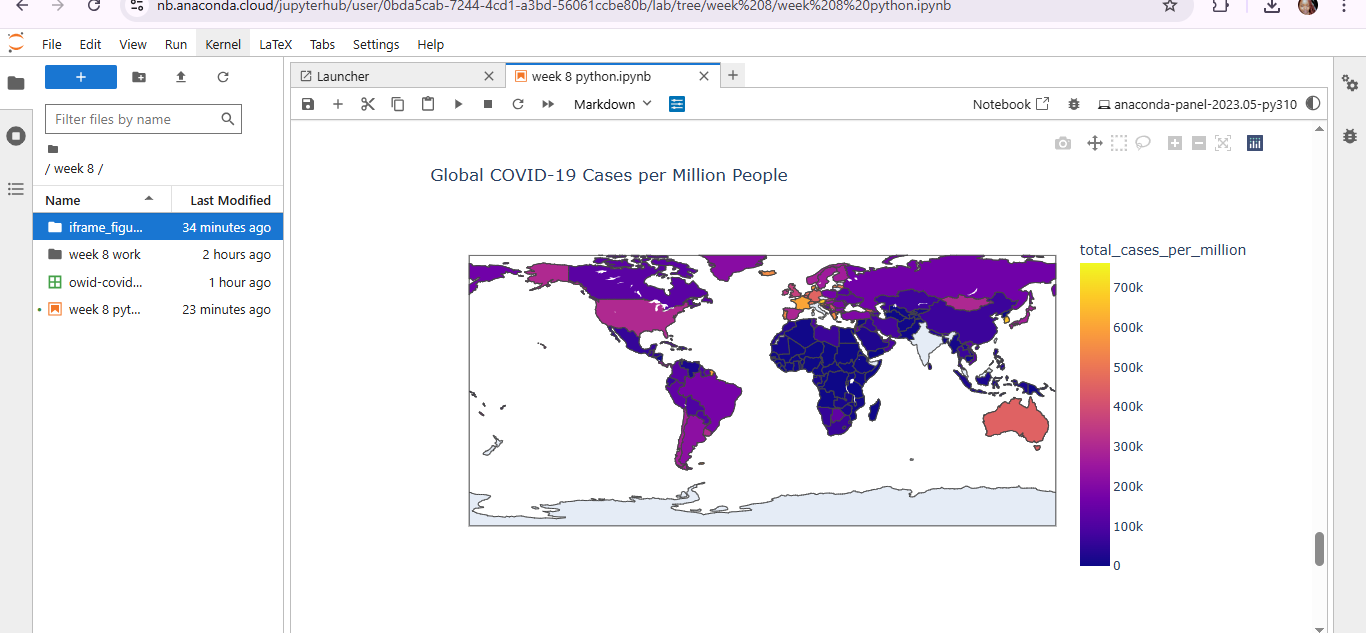 nb.anaconda.cloud/jupyterhub/user/0bda5cab-7244-4cd1-a3bd-56061ccbe80b/lab/tree/week%208/week%208%20python.ipynb
File Edit View Run Kernel LaTeX Tabs Settings Help
Launcher
week 8 python.ipynb
Markdown
Notebook
anaconda-panel-2023.05-py310
Filter files by name
/ week 8 /
Name Last Modified
iframe_figu... 34 minutes ago
week 8 work 2 hours ago
owid-covid... 1 hour ago
week 8 pyt... 23 minutes ago
Global COVID-19 Cases per Million People
total_cases_per_million
700k
600k
500k
400k
300k
200k
100k
0